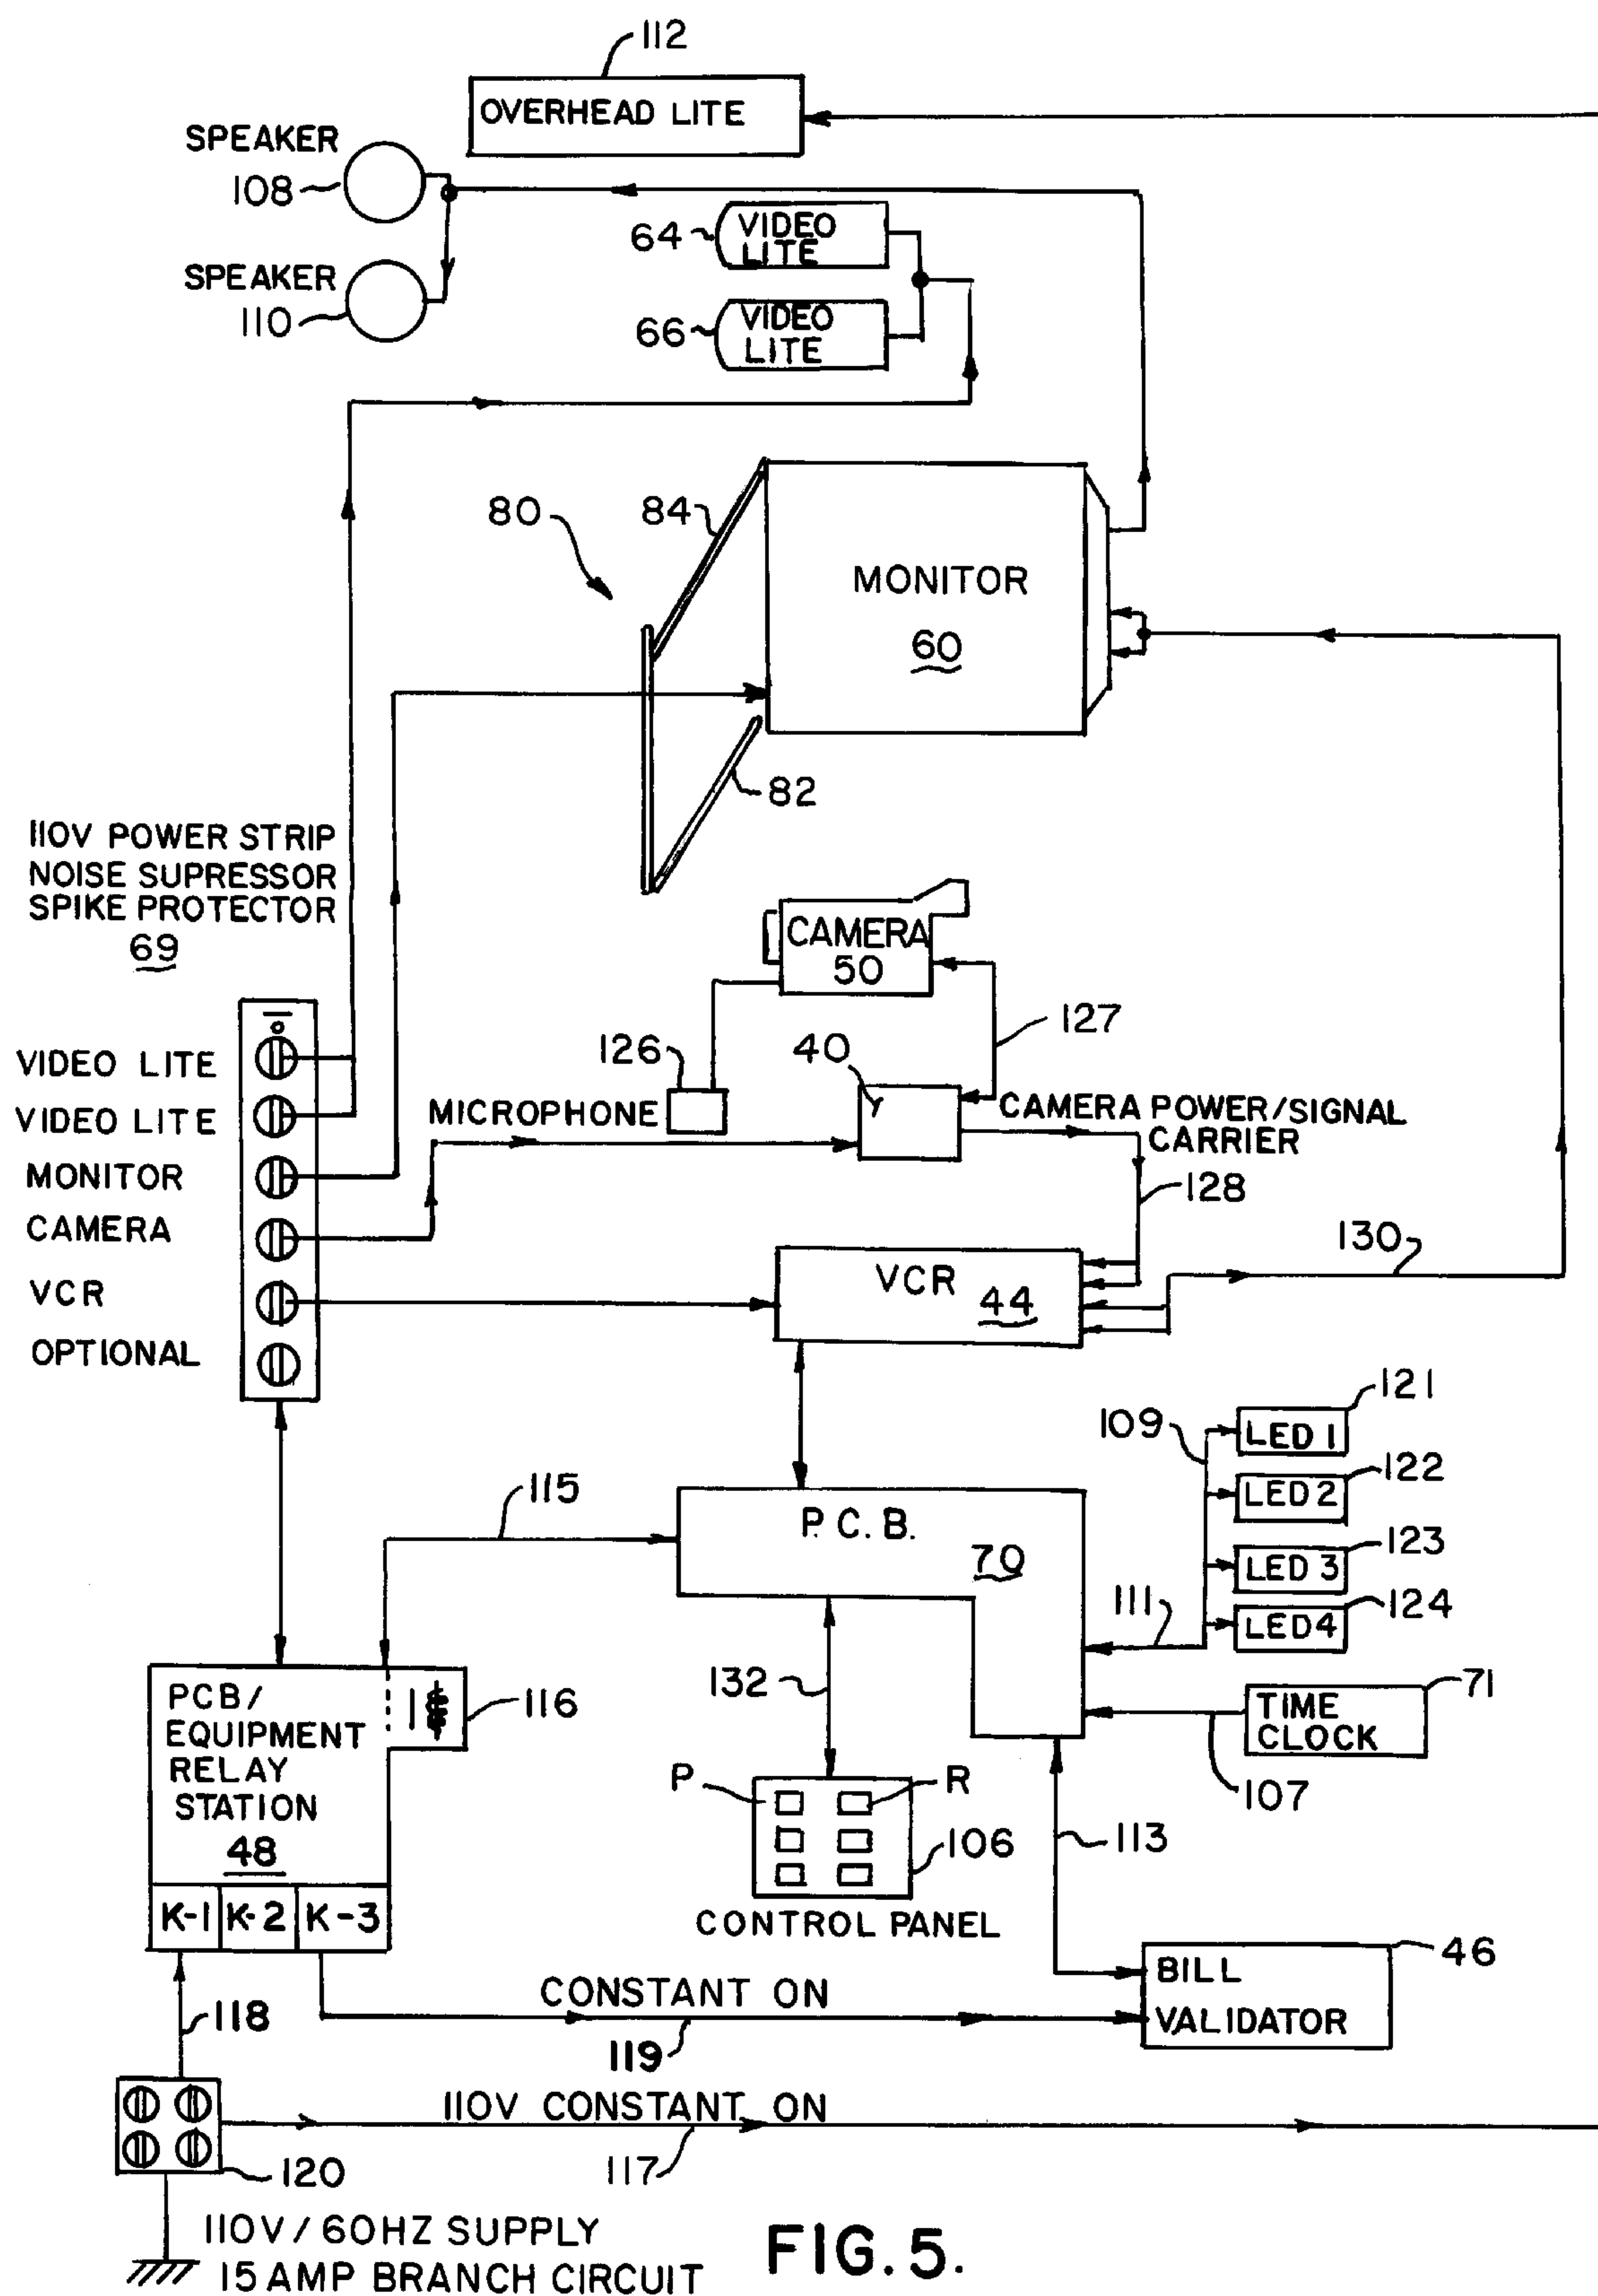 112
OVERHEAD LITE
SPEAKER
108
64
VIDEO
LITE
SPEAKER
110
66
VIDEO
LITE
80
84
MONITOR
60
82
110V POWER STRIP
NOISE SUPRESSOR
SPIKE PROTECTOR
69
CAMERA
50
127
126
40
VIDEO LITE
VIDEO LITE
MICROPHONE
CAMERA POWER/SIGNAL
CARRIER
MONITOR
128
CAMERA
130
VCR
VCR
44
OPTIONAL
121
109
LED 1
122
LED 2
115
P.C.B.
70
123
LED 3
111
124
LED 4
132
PCB/
EQUIPMENT
RELAY
STATION
48
116
71
TIME
CLOCK
107
P
R
106
113
K-1 K-2 K-3
CONTROL PANEL
46
BILL
VALIDATOR
CONSTANT ON
118
119
110V CONSTANT ON
120
117
110V/60HZ SUPPLY
15 AMP BRANCH CIRCUIT
FIG. 5.